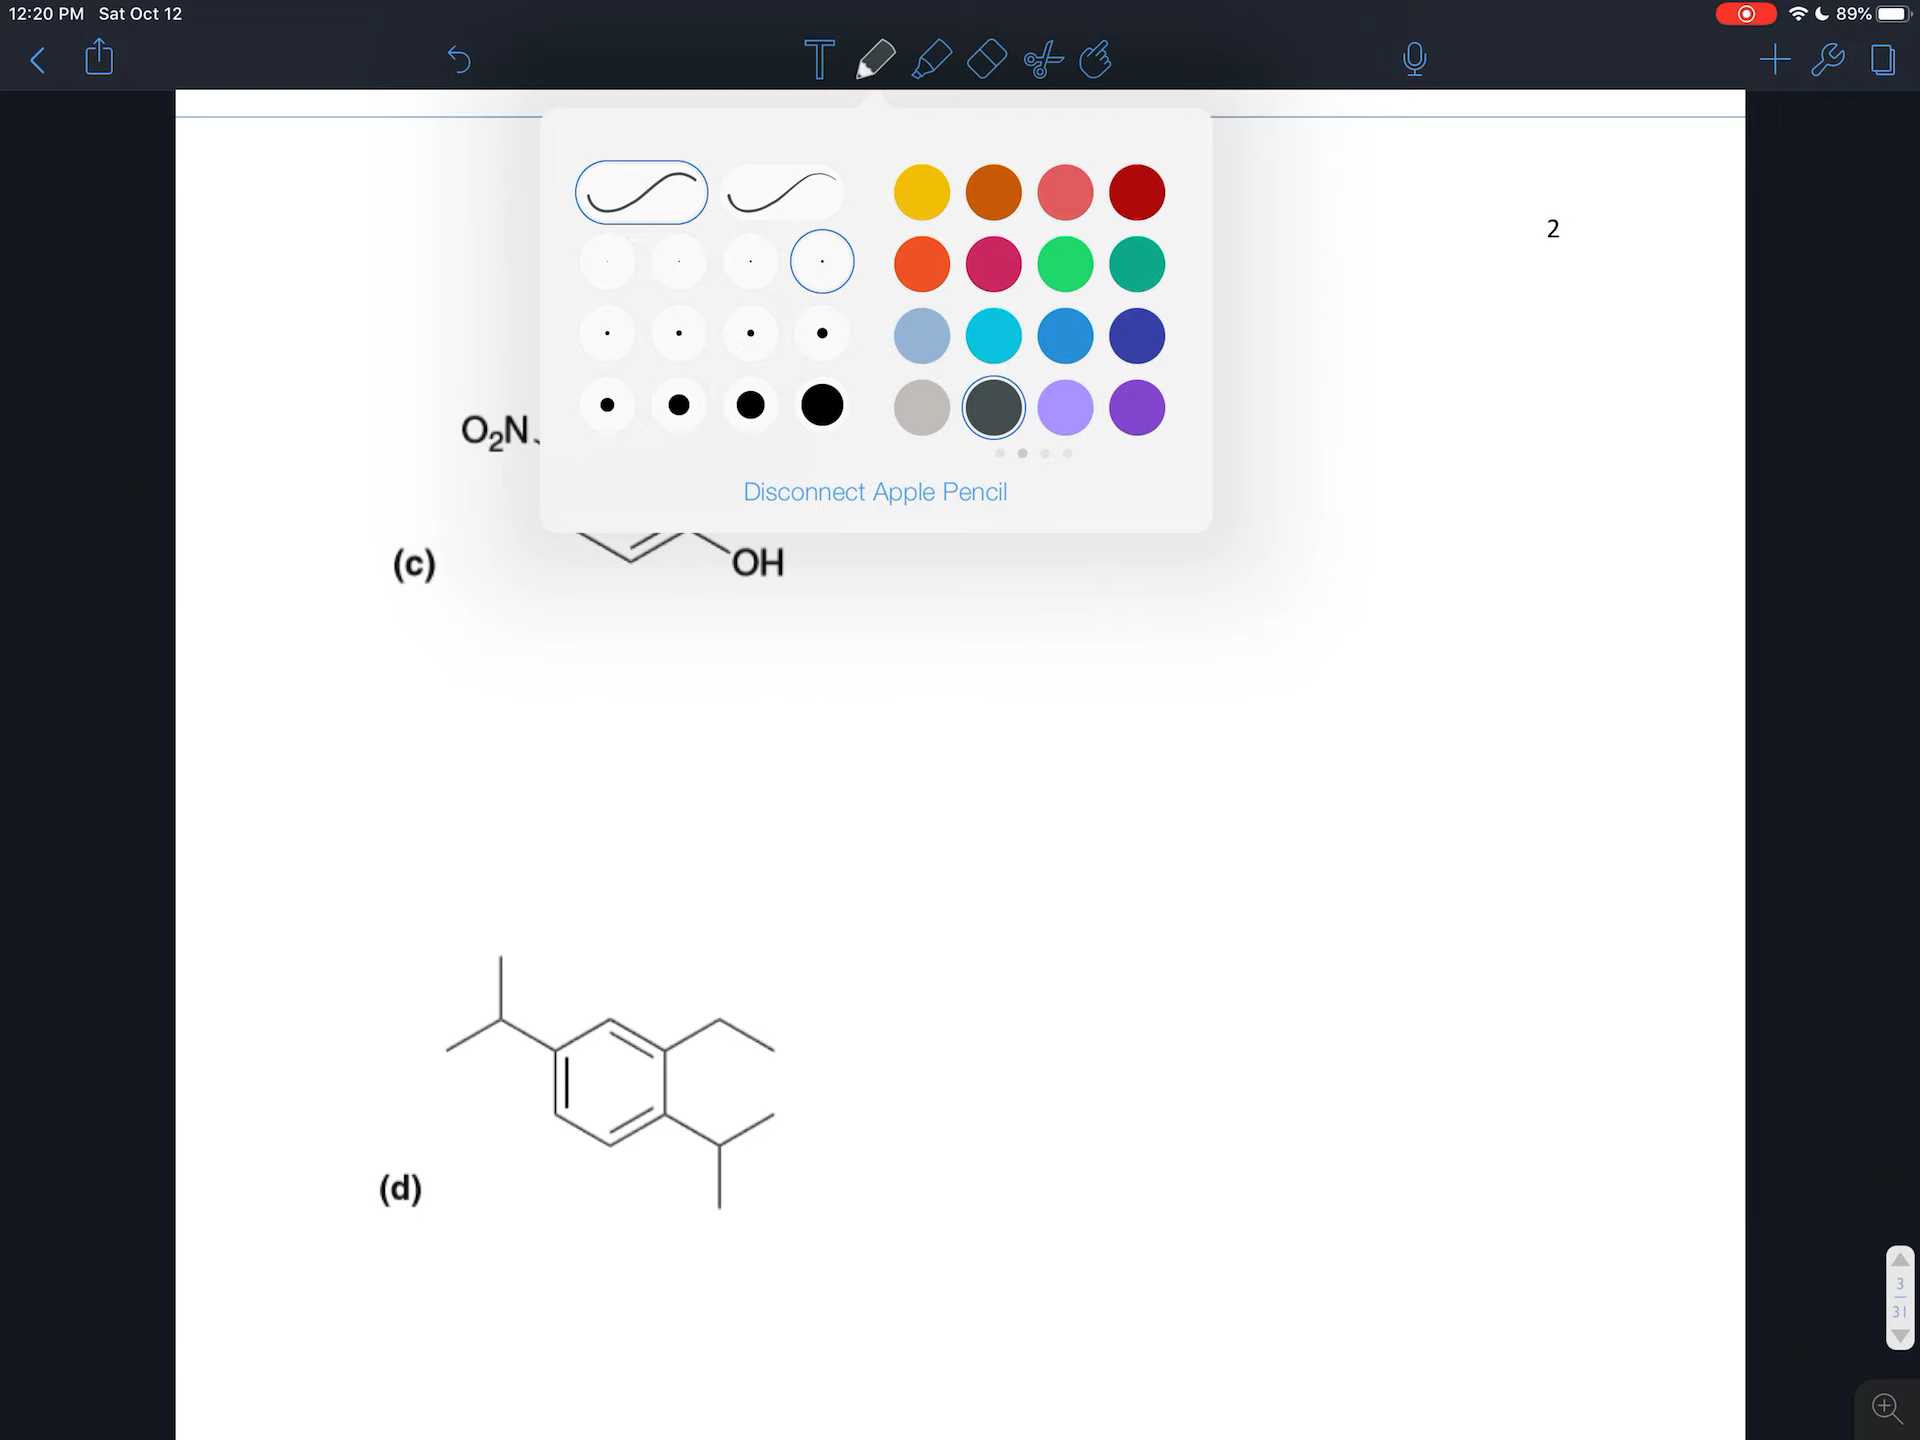 12:20 PM Sat Oct 12
89%
T
2
O₂N
Disconnect Apple Pencil
(c)
OH
(d)
3
31